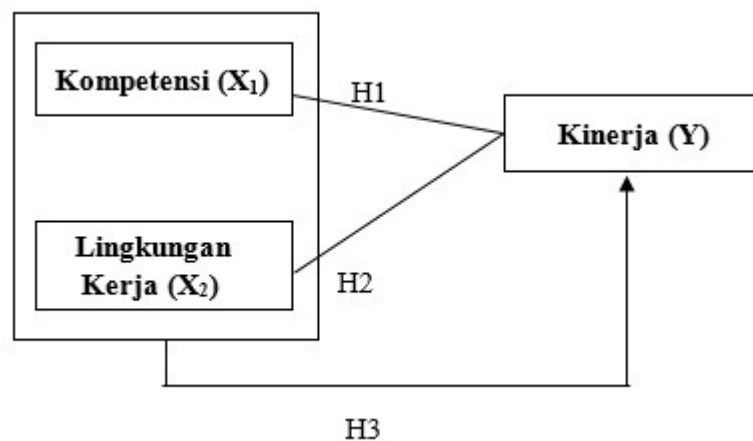 Kompetensi (X₁)
H1
Kinerja (Y)
Lingkungan
Kerja (X₂)
H2
H3